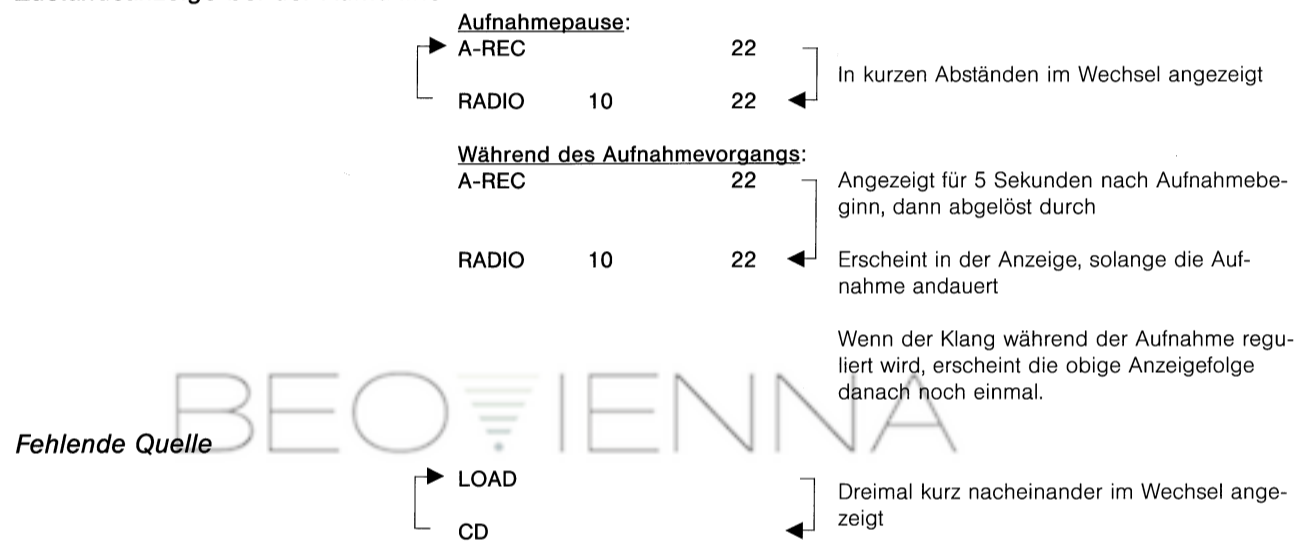 Aufnahmepause:
A-REC 22
In kurzen Abständen im Wechsel angezeigt
RADIO 10 22
Während des Aufnahmevorgangs:
A-REC 22
Angezeigt für 5 Sekunden nach Aufnahmebe-
ginn, dann abgelöst durch
RADIO 10 22
Erscheint in der Anzeige, solange die Auf-
nahme andauert
Wenn der Klang während der Aufnahme regu-
liert wird, erscheint die obige Anzeigefolge
danach noch einmal.
BEOVIENNA
Fehlende Quelle
LOAD
Dreimal kurz nacheinander im Wechsel ange-
zeigt
CD